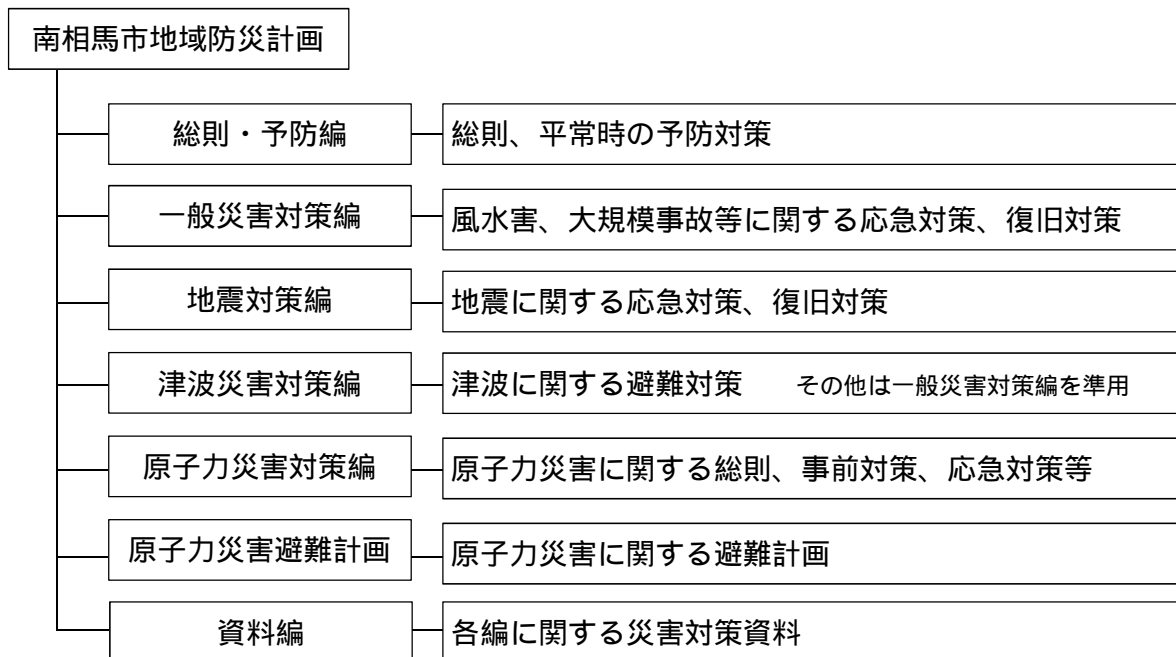 南相馬市地域防災計画
総則・予防編 総則、平常時の予防対策
一般災害対策編 風水害、大規模事故等に関する応急対策、復旧対策
地震対策編 地震に関する応急対策、復旧対策
津波災害対策編 津波に関する避難対策 その他は一般災害対策編を準用
原子力災害対策編 原子力災害に関する総則、事前対策、応急対策等
原子力災害避難計画 原子力災害に関する避難計画
資料編 各編に関する災害対策資料